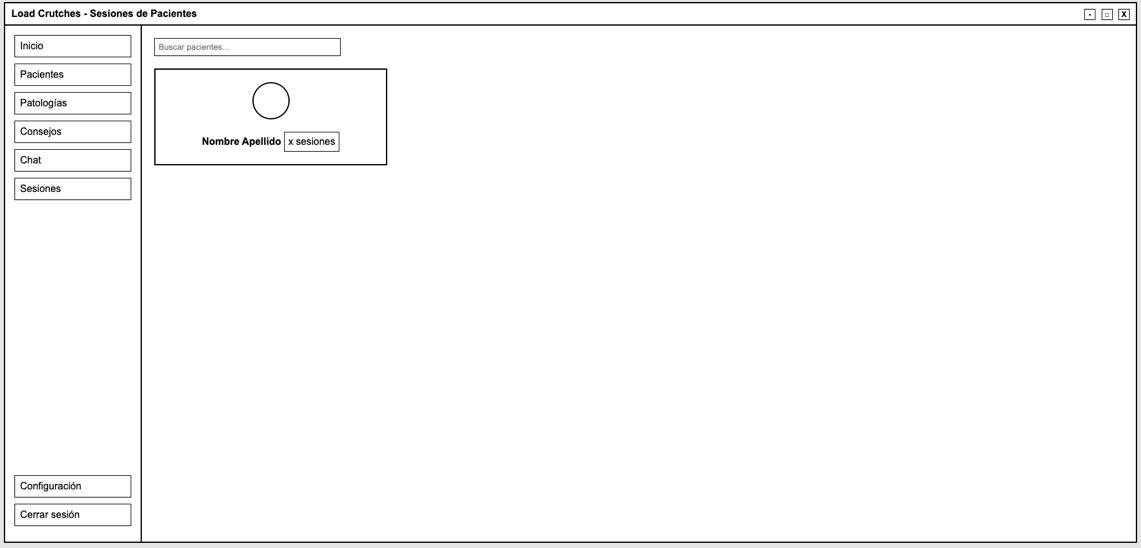 Load Crutches - Sesiones de Pacientes
- □ X
Inicio
Pacientes
Patologías
Consejos
Chat
Sesiones
Configuración
Cerrar sesión
Buscar pacientes...
Nombre Apellido x sesiones